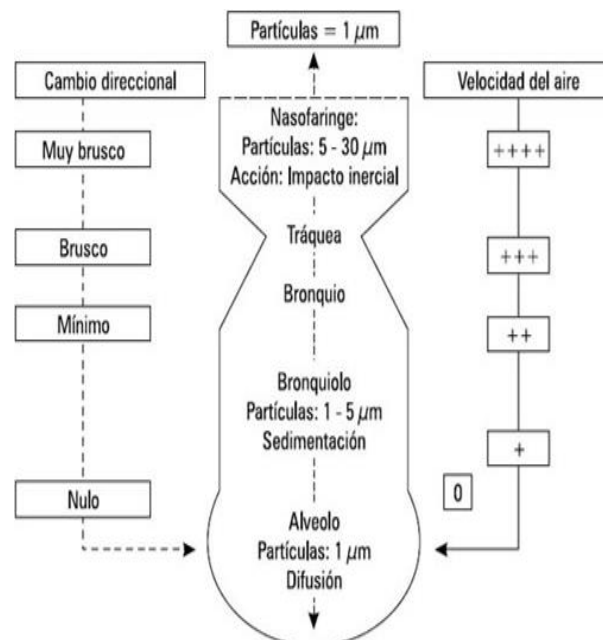 Partículas = 1 μm
Cambio direccional
Velocidad del aire
Nasofaringe:
Partículas: 5 - 30 μm
Acción: Impacto inercial
Muy brusco
++++
Tráquea
Brusco
+++
Bronquio
Mínimo
++
Bronquiolo
Partículas: 1 - 5 μm
Sedimentación
+
Nulo
0
Alveolo
Partículas: 1 μm
Difusión